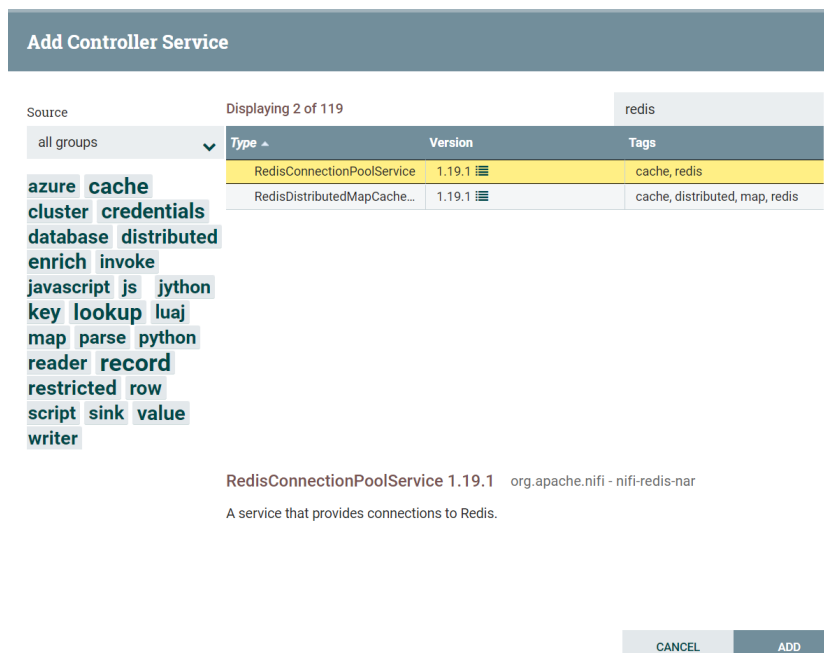 Add Controller Service
Source
Displaying 2 of 119
redis
all groups
Type Version Tags
RedisConnectionPoolService 1.19.1 cache, redis
RedisDistributedMapCache... 1.19.1 cache, distributed, map, redis
azure cache
cluster credentials
database distributed
enrich invoke
javascript js jython
key lookup luaj
map parse python
reader record
restricted row
script sink value
writer
RedisConnectionPoolService 1.19.1 org.apache.nifi - nifi-redis-nar
A service that provides connections to Redis.
CANCEL ADD